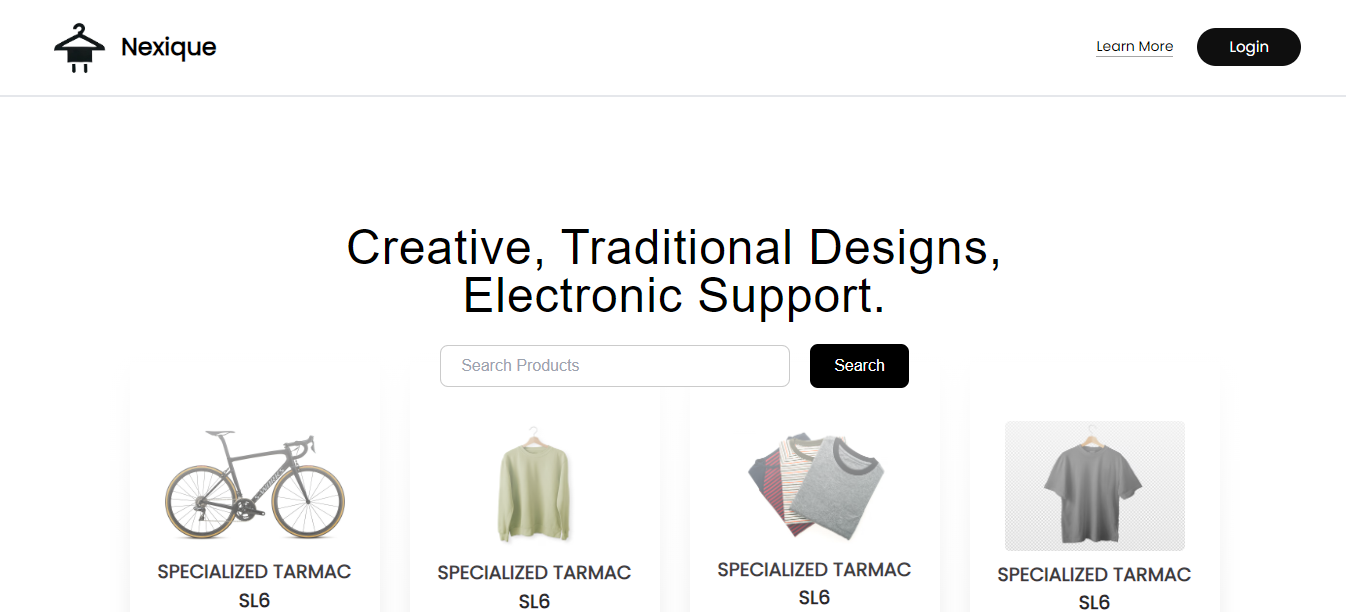 Nexique
Learn More
Login
Creative, Traditional Designs,
Electronic Support.
Search Products
Search
SPECIALIZED TARMAC
SL6
SPECIALIZED TARMAC
SL6
SPECIALIZED TARMAC
SL6
SPECIALIZED TARMAC
SL6